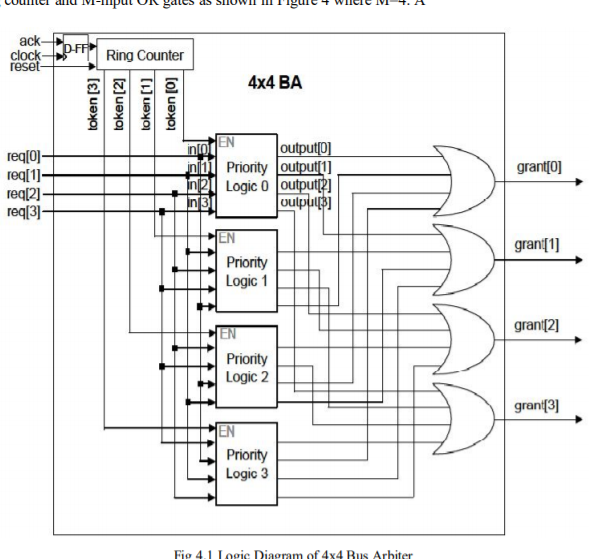 g counter and M-input OR gates as shown in Figure 4 where M=4. A
ack
clock
reset
D-FF
Ring Counter
token [3]
token [2]
token [1]
token [0]
4x4 BA
req[0]
req[1]
req[2]
req[3]
in[0]
in[1]
in[2]
in[3]
EN
Priority
Logic 0
output[0]
output[1]
output[2]
output[3]
EN
Priority
Logic 1
EN
Priority
Logic 2
EN
Priority
Logic 3
grant[0]
grant[1]
grant[2]
grant[3]
Fig 4.1 Logic Diagram of 4x4 Bus Arbiter